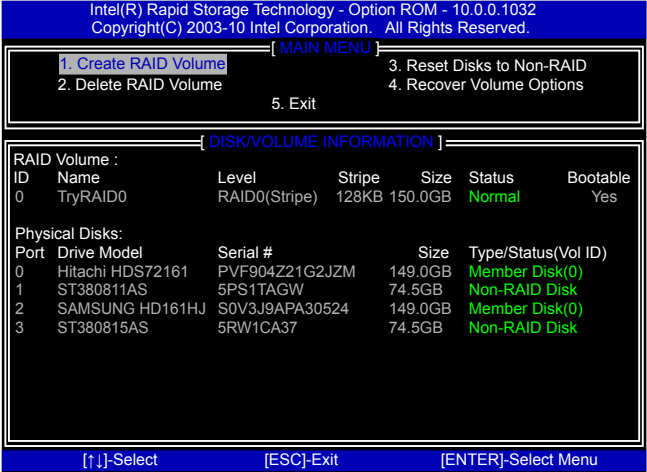 Intel(R) Rapid Storage Technology - Option ROM - 10.0.0.1032
Copyright(C) 2003-10 Intel Corporation. All Rights Reserved.
[ MAIN MENU ]
1. Create RAID Volume 3. Reset Disks to Non-RAID
2. Delete RAID Volume 4. Recover Volume Options
5. Exit
[ DISK/VOLUME INFORMATION ]
RAID Volume :
ID Name Level Stripe Size Status Bootable
0 TryRAID0 RAID0(Stripe) 128KB 150.0GB Normal Yes
Physical Disks:
Port Drive Model Serial # Size Type/Status(Vol ID)
0 Hitachi HDS72161 PVF904Z21G2JZM 149.0GB Member Disk(0)
1 ST380811AS 5PS1TAGW 74.5GB Non-RAID Disk
2 SAMSUNG HD161HJ S0V3J9APA30524 149.0GB Member Disk(0)
3 ST380815AS 5RW1CA37 74.5GB Non-RAID Disk
[↑↓]-Select [ESC]-Exit [ENTER]-Select Menu